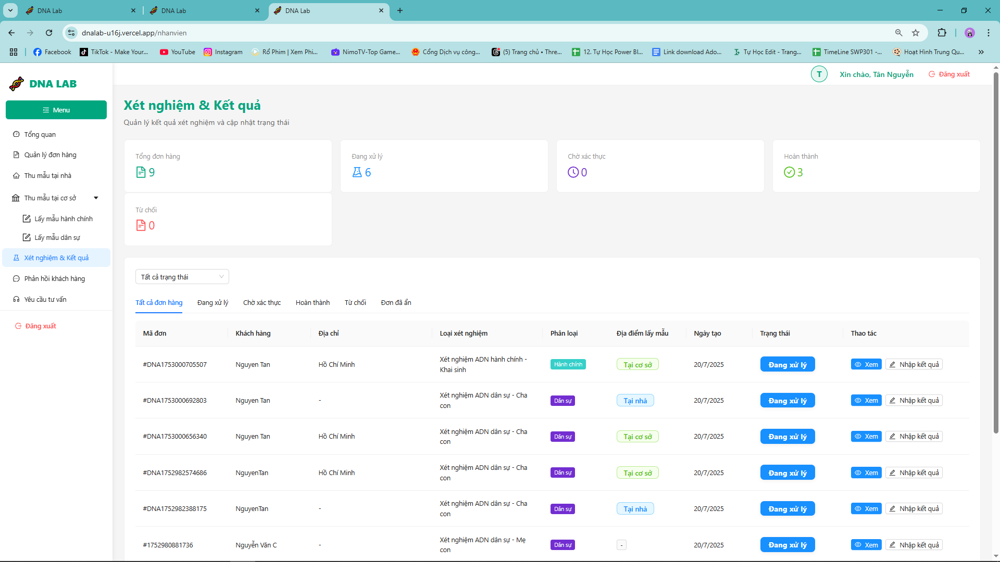 DNA Lab
DNA Lab
DNA Lab
dnalab-u16j.vercel.app/nhanvien
Facebook
TikTok - Make Your...
YouTube
Instagram
Rổ Phim | Xem Phi...
NimoTV-Top Game...
Cổng Dịch vụ công...
(5) Trang chủ • Thre...
12. Tự Học Power BI...
Link download Ado...
Tự Học Edit - Trang...
TimeLine SWP301 -...
Hoạt Hình Trung Qu...
DNA LAB
T
Xin chào, Tân Nguyễn
Đăng xuất
Menu
Tổng quan
Quản lý đơn hàng
Thu mẫu tại nhà
Thu mẫu tại cơ sở
Lấy mẫu hành chính
Lấy mẫu dân sự
Xét nghiệm & Kết quả
Phản hồi khách hàng
Yêu cầu tư vấn
Đăng xuất
Xét nghiệm & Kết quả
Quản lý kết quả xét nghiệm và cập nhật trạng thái
Tổng đơn hàng
9
Đang xử lý
6
Chờ xác thực
0
Hoàn thành
3
Từ chối
0
Tất cả trạng thái
Tất cả đơn hàng Đang xử lý Chờ xác thực Hoàn thành Từ chối Đơn đã ẩn
Mã đơn Khách hàng Địa chỉ Loại xét nghiệm Phân loại Địa điểm lấy mẫu Ngày tạo Trạng thái Thao tác
#DNA1753000705507 Nguyen Tan Hồ Chí Minh Xét nghiệm ADN hành chính - Hành chính Tại cơ sở 20/7/2025 Đang xử lý Xem Nhập kết quả
Khai sinh
#DNA1753000692803 Nguyen Tan - Xét nghiệm ADN dân sự - Cha Dân sự Tại nhà 20/7/2025 Đang xử lý Xem Nhập kết quả
con
#DNA1753000656340 Nguyen Tan Hồ Chí Minh Xét nghiệm ADN dân sự - Cha Dân sự Tại cơ sở 20/7/2025 Đang xử lý Xem Nhập kết quả
con
#DNA1752982574686 NguyenTan Hồ Chí Minh Xét nghiệm ADN dân sự - Cha Dân sự Tại cơ sở 20/7/2025 Đang xử lý Xem Nhập kết quả
con
#DNA1752982388175 NguyenTan - Xét nghiệm ADN dân sự - Cha Dân sự Tại nhà 20/7/2025 Đang xử lý Xem Nhập kết quả
con
#1752980881736 Nguyễn Văn C - Xét nghiệm ADN dân sự - Mẹ Dân sự - 20/7/2025 Đang xử lý Xem Nhập kết quả
con